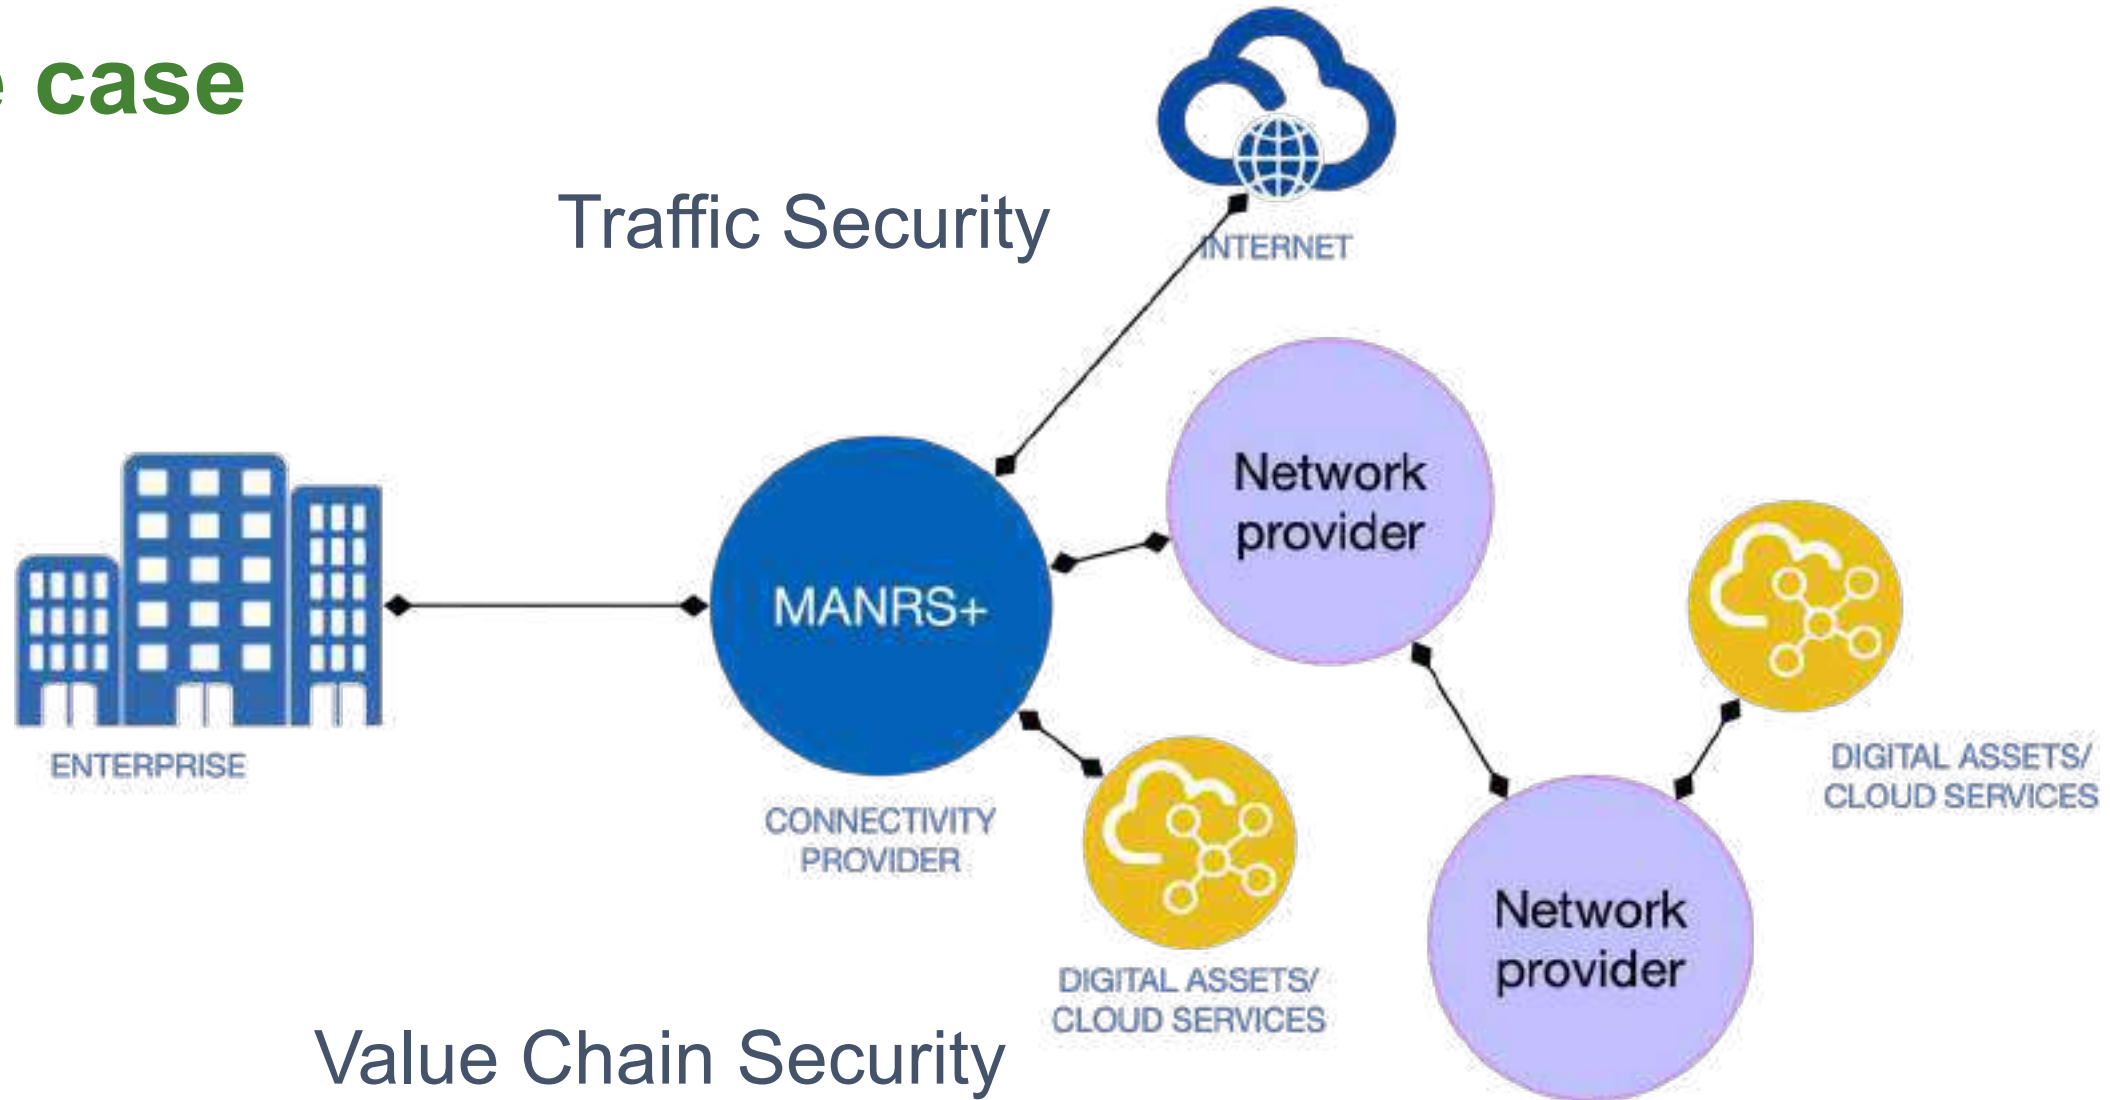 e case
Traffic Security
INTERNET
Network
provider
MANRS+
ENTERPRISE
CONNECTIVITY
PROVIDER
DIGITAL ASSETS/
CLOUD SERVICES
DIGITAL ASSETS/
CLOUD SERVICES
Network
provider
Value Chain Security